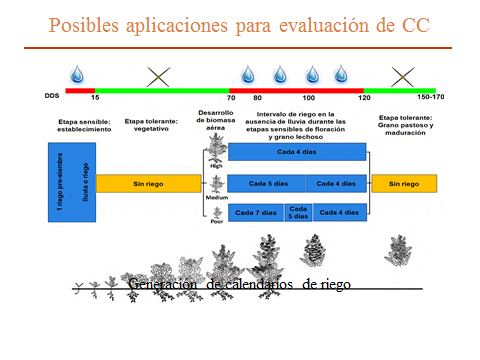 Posibles aplicaciones para evaluación de CC
DDS
15
70
80
100
120
150-170
Etapa sensible:
establecimiento
Etapa tolerante:
vegetativo
Desarrollo
de biomasa
aérea
Intervalo de riego en la
ausencia de lluvia durante las
etapas sensibles de floración
y grano lechoso
Etapa tolerante:
Grano pastoso y
maduración
1 riego pre-siembra
lluvia o riego
Sin riego
High
Cada 4 días
Medium
Cada 5 días
Cada 4 días
Sin riego
Poor
Cada 7 días
Cada
5 días
Cada 4 días
Generación de calendarios de riego